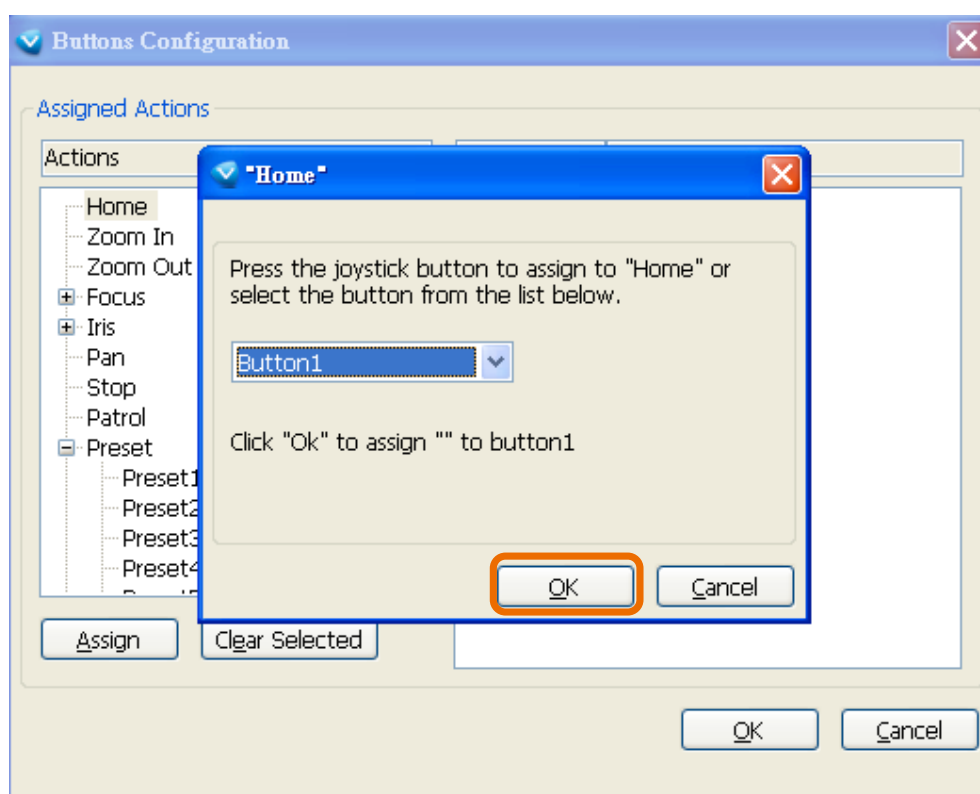 Buttons Configuration
Assigned Actions
Actions
Home
Zoom In
Zoom Out
Focus
Iris
Pan
Stop
Patrol
Preset
Preset1
Preset2
Preset3
Preset4
"Home"
Press the joystick button to assign to "Home" or
select the button from the list below.
Button1
Click "Ok" to assign "" to button1
OK
Cancel
Assign
Clear Selected
OK
Cancel